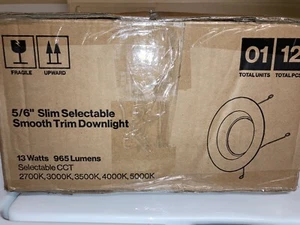 01 12
FRAGILE UPWARD TOTAL UNITS TOTAL PCS
5/6" Slim Selectable
Smooth Trim Downlight
13 Watts 965 Lumens
Selectable CCT
2700K, 3000K, 3500K, 4000K, 5000K